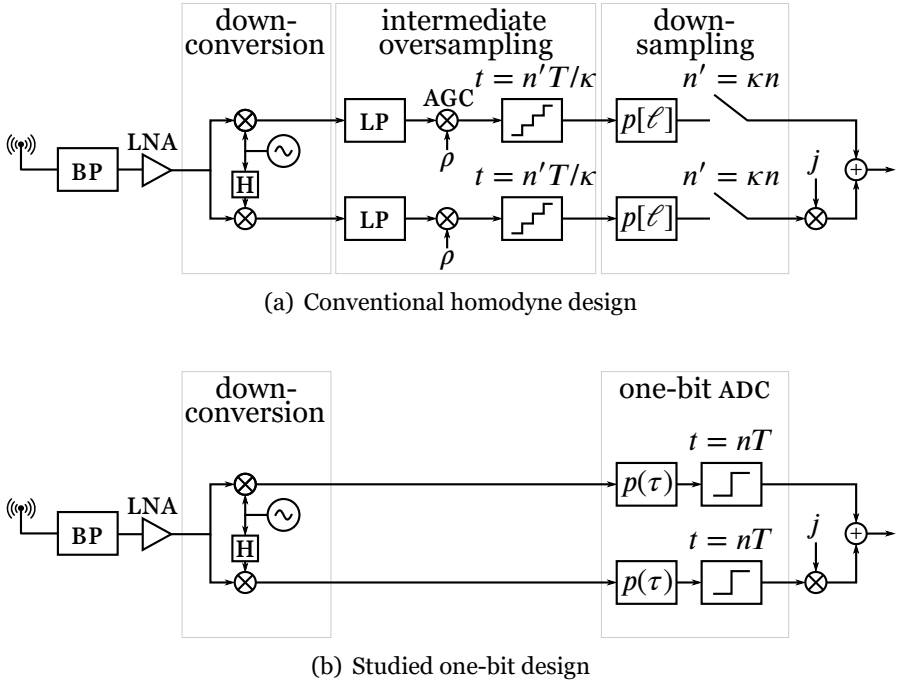 down-
conversion
intermediate
oversampling
down-
sampling
t = n′T/κ
n′ = κn
LNA
AGC
BP
LP
p[ℓ]
ρ
H
t = n′T/κ
n′ = κn
j
LP
p[ℓ]
+
ρ
(a) Conventional homodyne design
down-
conversion
one-bit ADC
t = nT
LNA
p(τ)
BP
H
t = nT
j
+
p(τ)
(b) Studied one-bit design